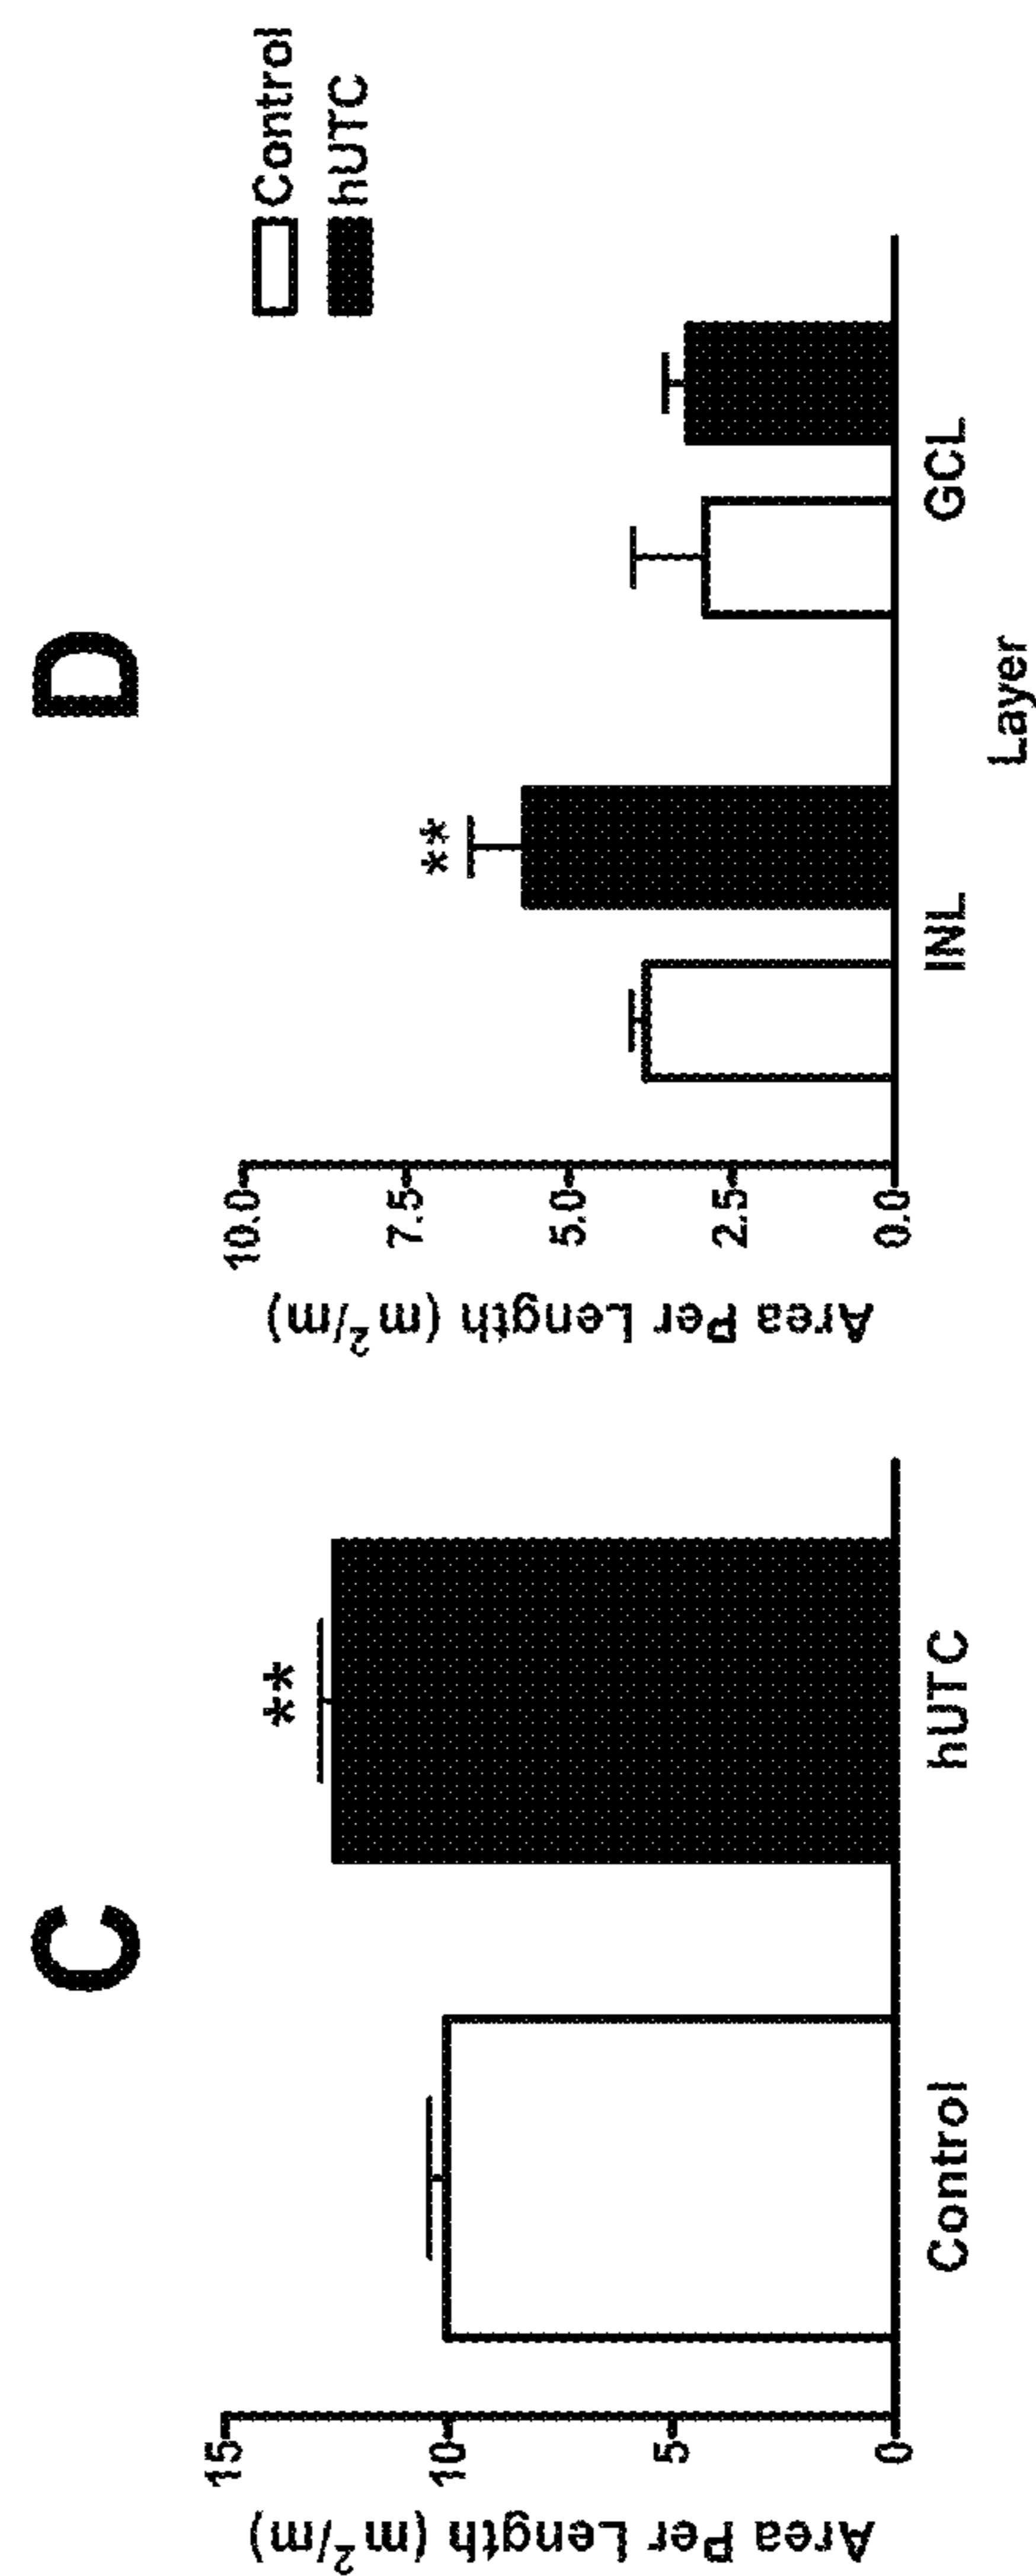 C
Area Per Length (m²/m)
15
10
5
0
**
Control
hUTC
D
Area Per Length (m²/m)
10.0
7.5
5.0
2.5
0.0
**
INL
GCL
Layer
Control
hUTC